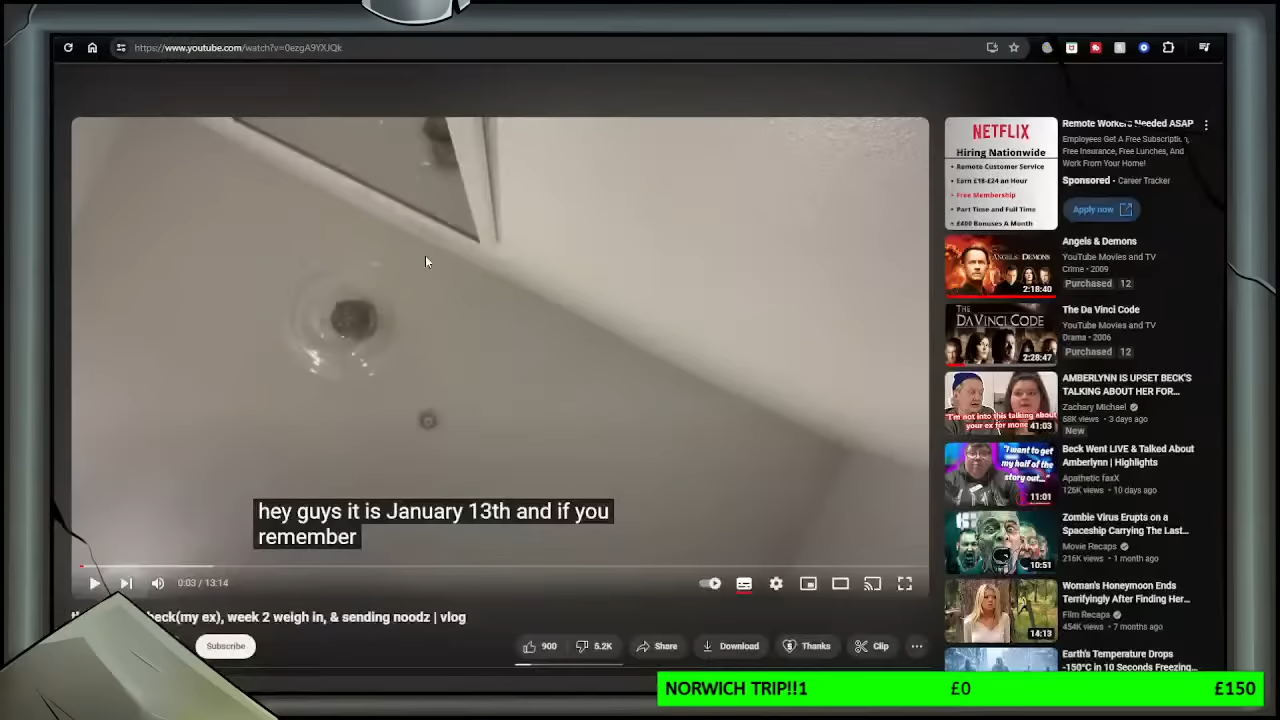 https://www.youtube.com/watch?v=0ezgA9YXJQk
NETFLIX
Hiring Nationwide
• Remote Customer Service
• Earn £18-£24 an Hour
• Free Membership
• Part Time and Full Time
• £400 Bonuses A Month
Remote Workers Needed ASAP
Employees Get A Free Subscription,
Free Insurance, Free Lunches, And
Work From Your Home!
Sponsored • Career Tracker
Apply now
ANGELS & DEMONS
2:18:40
Angels & Demons
YouTube Movies and TV
Crime • 2009
Purchased 12
THE
DA VINCI CODE
2:28:47
The Da Vinci Code
YouTube Movies and TV
Drama • 2006
Purchased 12
"I'm not into this talking about
your ex for more
41:03
AMBERLYNN IS UPSET BECK'S
TALKING ABOUT HER FOR...
Zachary Michael
68K views • 3 days ago
New
"I want to get
my half of the
story out..."
11:01
Beck Went LIVE & Talked About
Amberlynn | Highlights
Apathetic faxX
126K views • 10 days ago
10:51
Zombie Virus Erupts on a
Spaceship Carrying The Last...
Movie Recaps
216K views • 1 month ago
14:13
Woman's Honeymoon Ends
Terrifyingly After Finding Her...
Film Recaps
454K views • 7 months ago
Earth's Temperature Drops
-150°C in 10 Seconds Freezing...
hey guys it is January 13th and if you
remember
0:03 / 13:14
beck(my ex), week 2 weigh in, & sending noodz | vlog
Subscribe
900
5.2K
Share
Download
Thanks
Clip
NORWICH TRIP!!1 £0 £150